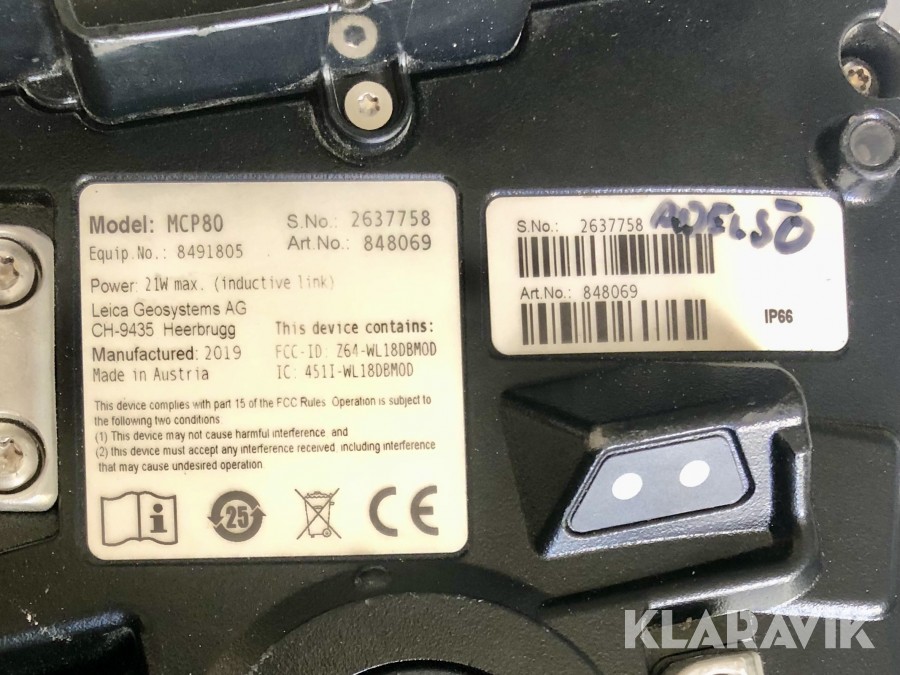 Model: MCP80
S.No.: 2637758
Equip.No.: 8491805
Art.No.: 848069
Power: 21W max. (inductive link)
Leica Geosystems AG
CH-9435 Heerbrugg
This device contains:
Manufactured: 2019
FCC-ID: Z64-WL18DBMOD
Made in Austria
IC: 451I-WL18DBMOD
This device complies with part 15 of the FCC Rules Operation is subject to
the following two conditions
(1) This device may not cause harmful interference and
(2) this device must accept any interference received, including interference
that may cause undesired operation
25
CE
S.No.: 2637758
Art.No.: 848069
IP66
KLARAVIK